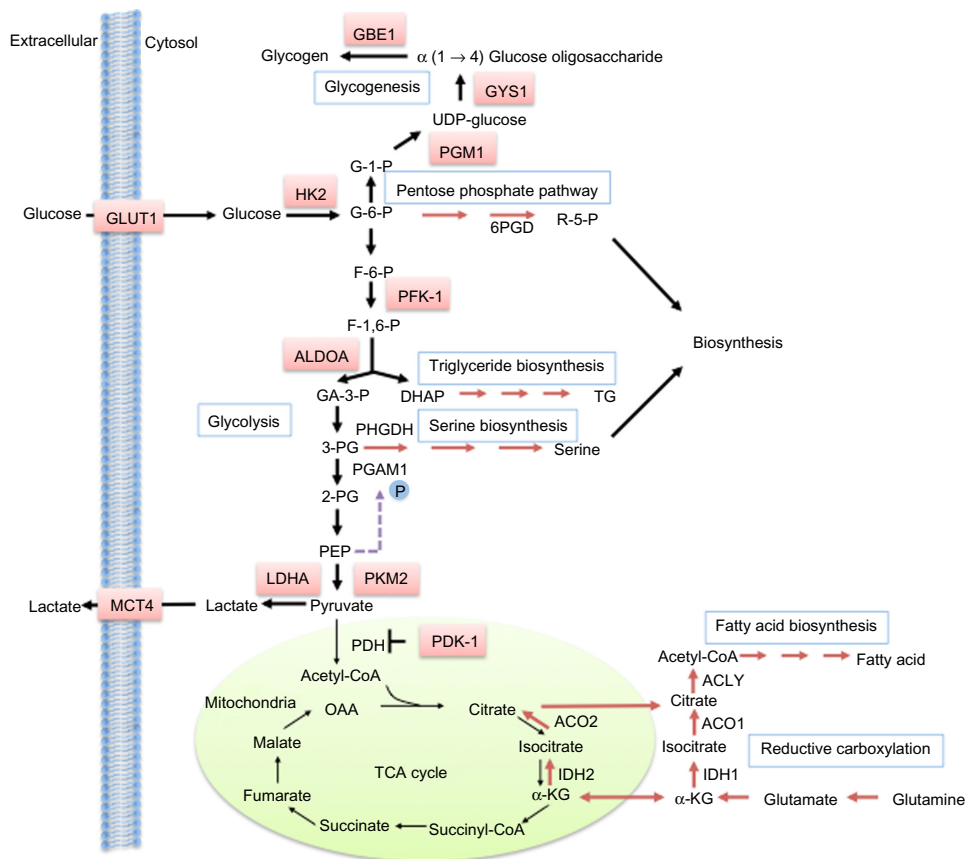 Extracellular
Cytosol
GBE1
Glycogen
α (1 → 4) Glucose oligosaccharide
Glycogenesis
GYS1
UDP-glucose
PGM1
G-1-P
Pentose phosphate pathway
HK2
Glucose
GLUT1
Glucose
G-6-P
6PGD
R-5-P
F-6-P
PFK-1
F-1,6-P
Biosynthesis
ALDOA
Triglyceride biosynthesis
GA-3-P
DHAP
TG
Glycolysis
PHGDH
Serine biosynthesis
3-PG
Serine
PGAM1
2-PG
P
PEP
LDHA
PKM2
Lactate
MCT4
Lactate
Pyruvate
Fatty acid biosynthesis
PDH
PDK-1
Acetyl-CoA
Fatty acid
Acetyl-CoA
ACLY
Mitochondria
OAA
Citrate
Citrate
ACO2
ACO1
Malate
Isocitrate
Isocitrate
Reductive carboxylation
TCA cycle
IDH2
IDH1
Fumarate
α-KG
α-KG
Glutamate
Glutamine
Succinate
Succinyl-CoA